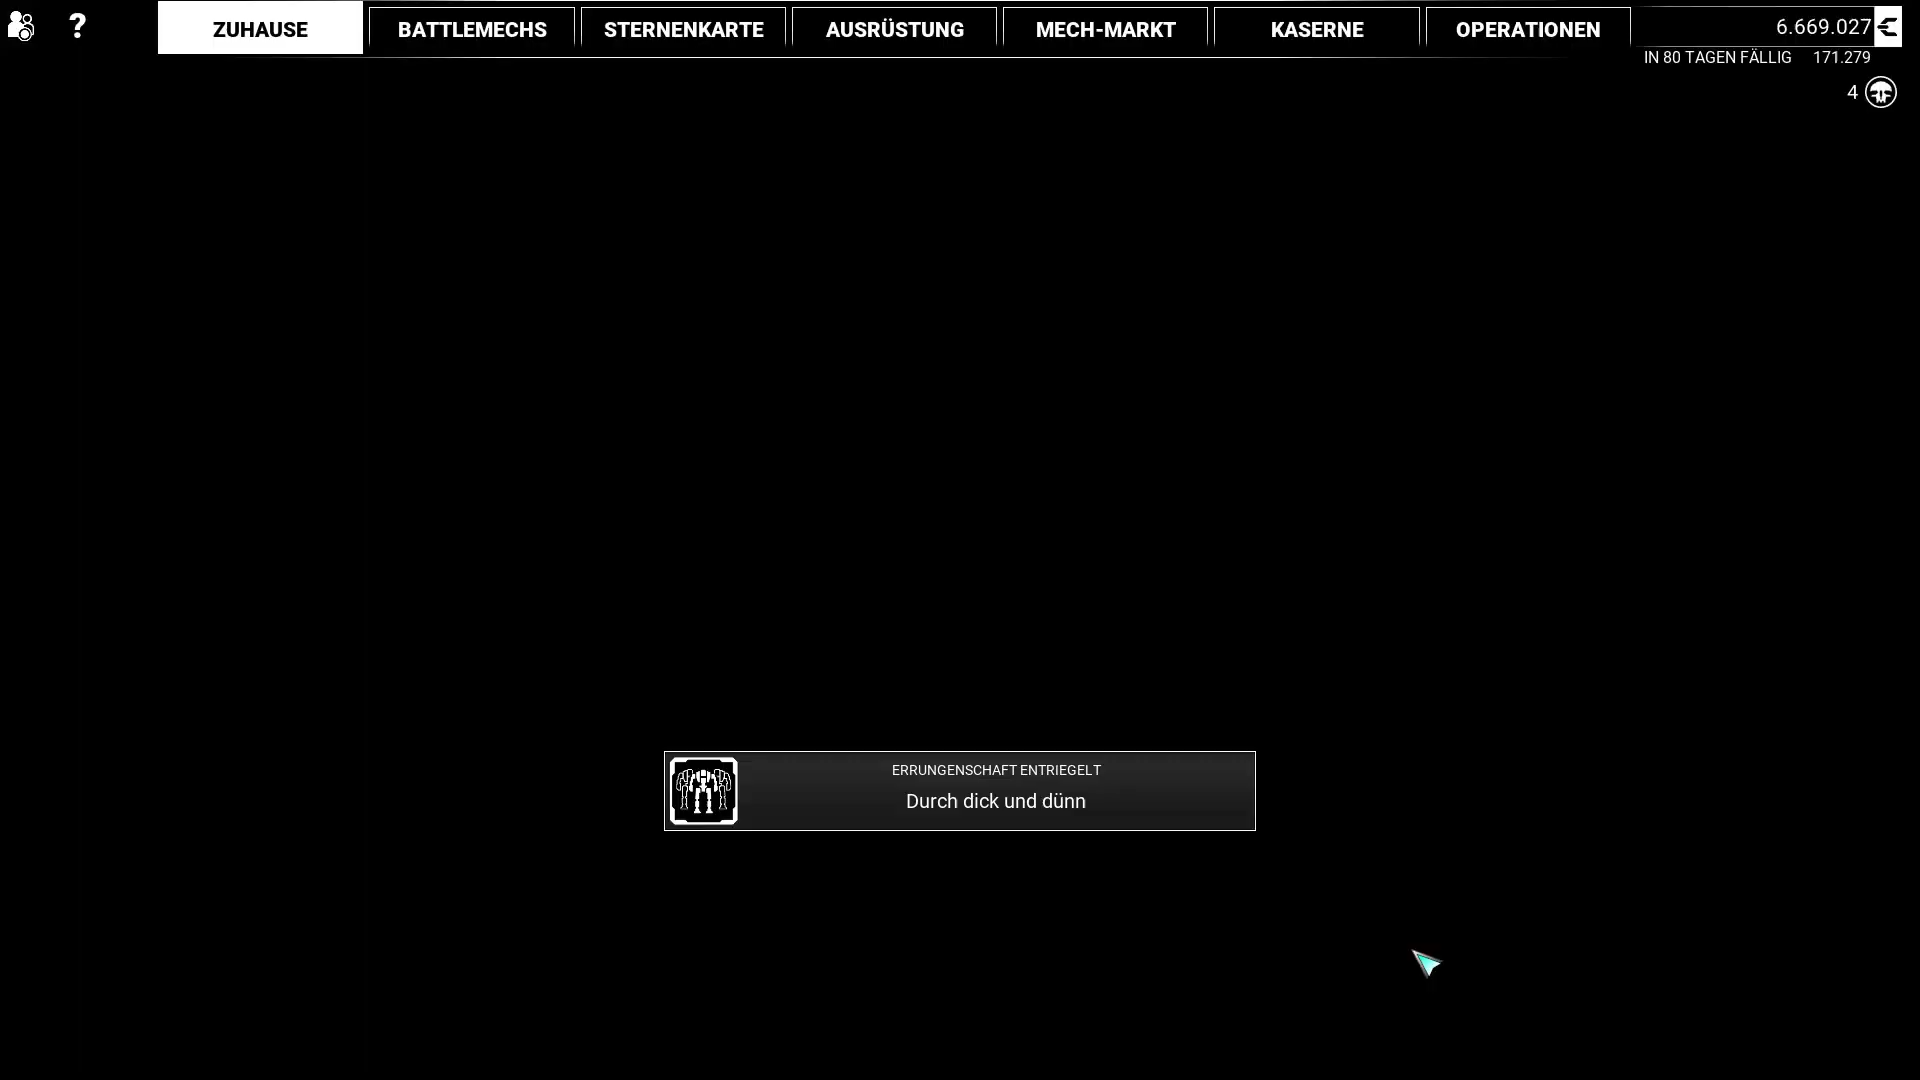 ?
ZUHAUSE
BATTLEMECHS
STERNENKARTE
AUSRÜSTUNG
MECH-MARKT
KASERNE
OPERATIONEN
6.669.027
IN 80 TAGEN FÄLLIG 171.279
4
ERRUNGENSCHAFT ENTRIEGELT
Durch dick und dünn